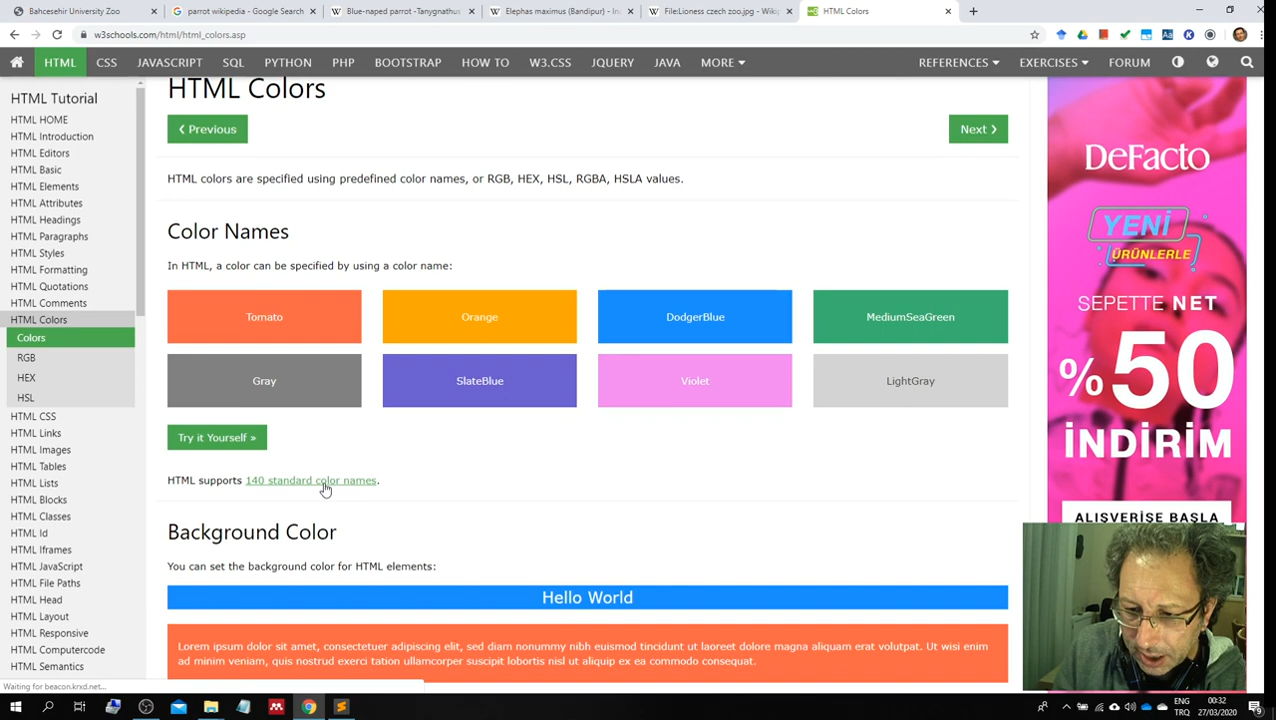 Bahcesehir University Zoo
parrot wikipedia - Google Search
Blue-naped parrot -Tanygnathus
Elephas maximus (Bandipur) - In
File:Lioness czech zoo.jpg - Wikip
HTML Colors
w3schools.com/html/html_colors.asp
HTML CSS JAVASCRIPT SQL PYTHON PHP BOOTSTRAP HOW TO W3.CSS JQUERY JAVA MORE REFERENCES EXERCISES FORUM
HTML Tutorial
HTML HOME
HTML Introduction
HTML Editors
HTML Basic
HTML Elements
HTML Attributes
HTML Headings
HTML Paragraphs
HTML Styles
HTML Formatting
HTML Quotations
HTML Comments
HTML Colors
Colors
RGB
HEX
HSL
HTML CSS
HTML Links
HTML Images
HTML Tables
HTML Lists
HTML Blocks
HTML Classes
HTML Id
HTML Iframes
HTML JavaScript
HTML File Paths
HTML Head
HTML Layout
HTML Responsive
HTML Computercode
HTML Semantics
HTML Colors
❮ Previous
Next ❯
HTML colors are specified using predefined color names, or RGB, HEX, HSL, RGBA, HSLA values.
Color Names
In HTML, a color can be specified by using a color name:
Tomato Orange DodgerBlue MediumSeaGreen
Gray SlateBlue Violet LightGray
Try it Yourself »
HTML supports 140 standard color names.
Background Color
You can set the background color for HTML elements:
Hello World
Lorem ipsum dolor sit amet, consectetuer adipiscing elit, sed diam nonummy nibh euismod tincidunt ut laoreet dolore magna aliquam erat volutpat. Ut wisi enim
ad minim veniam, quis nostrud exerci tation ullamcorper suscipit lobortis nisl ut aliquip ex ea commodo consequat.
DeFacto
YENİ
ÜRÜNLERLE
SEPETTE NET
%50
İNDİRİM
ALIŞVERİŞE BAŞLA
Waiting for beacon.krxd.net...
ENG
TRQ
00:32
27/03/2020